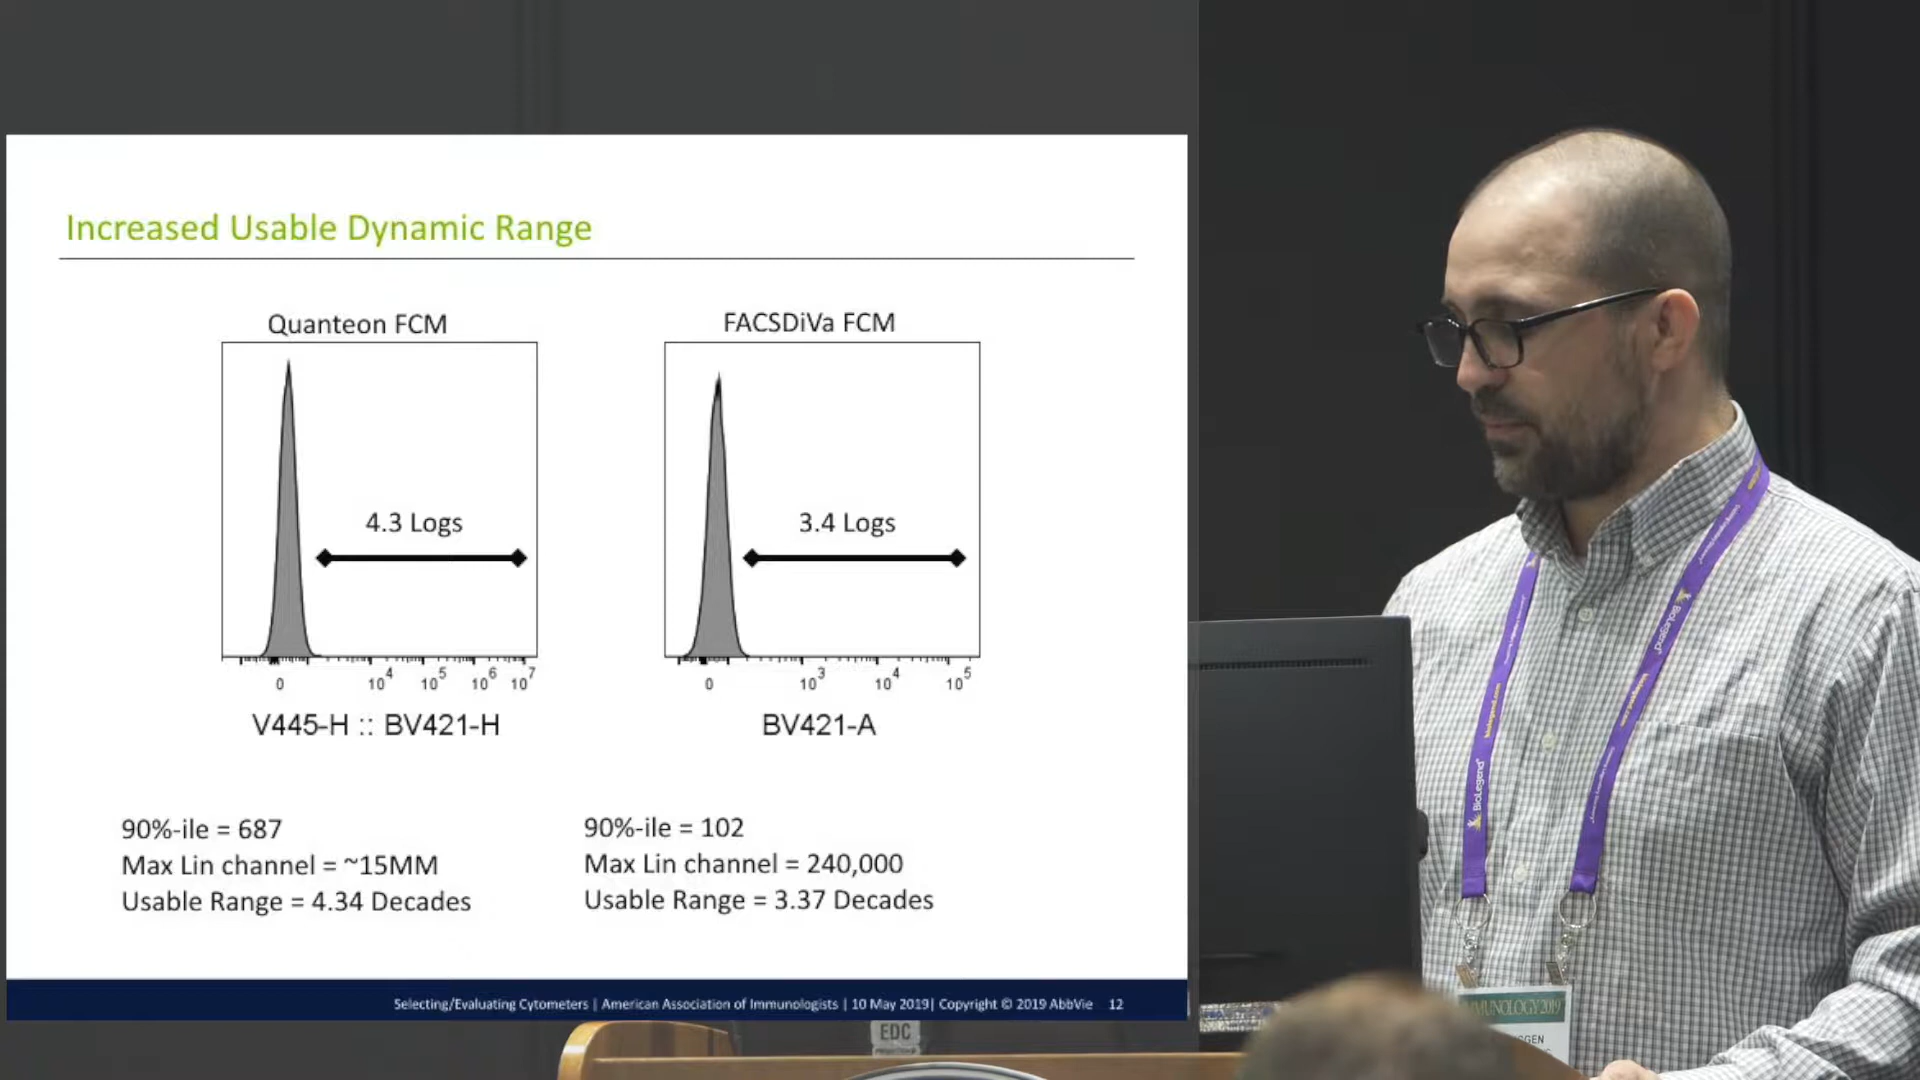 Increased Usable Dynamic Range
Quanteon FCM
4.3 Logs
0 10^4 10^5 10^6 10^7
V445-H :: BV421-H
FACSDiVa FCM
3.4 Logs
0 10^3 10^4 10^5
BV421-A
90%-ile = 687
Max Lin channel = ~15MM
Usable Range = 4.34 Decades
90%-ile = 102
Max Lin channel = 240,000
Usable Range = 3.37 Decades
Selecting/Evaluating Cytometers | American Association of Immunologists | 10 May 2019| Copyright © 2019 AbbVie 12
EDC
BioLegend
BioLegend
MUNOLOGY 2019